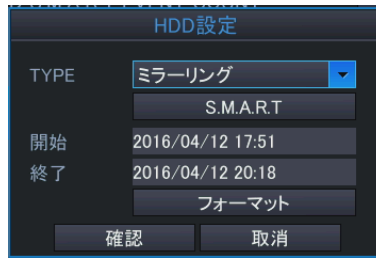 HDD設定
TYPE ミラーリング
S.M.A.R.T
開始 2016/04/12 17:51
終了 2016/04/12 20:18
フォーマット
確認 取消